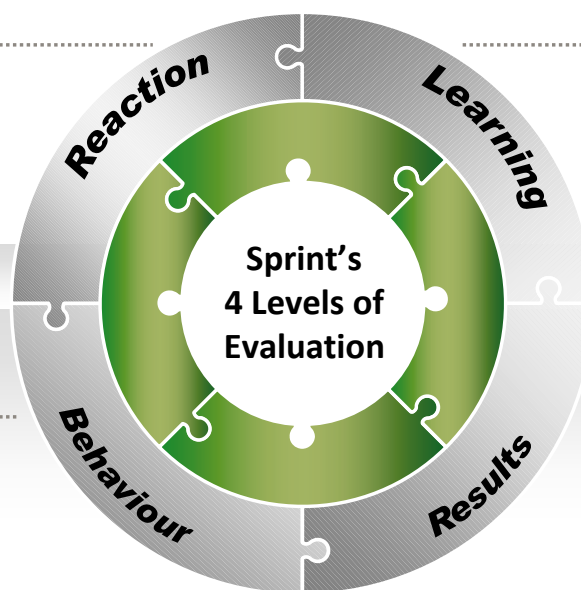 Reaction
Learning
Sprint's
4 Levels of
Evaluation
Behaviour
Results